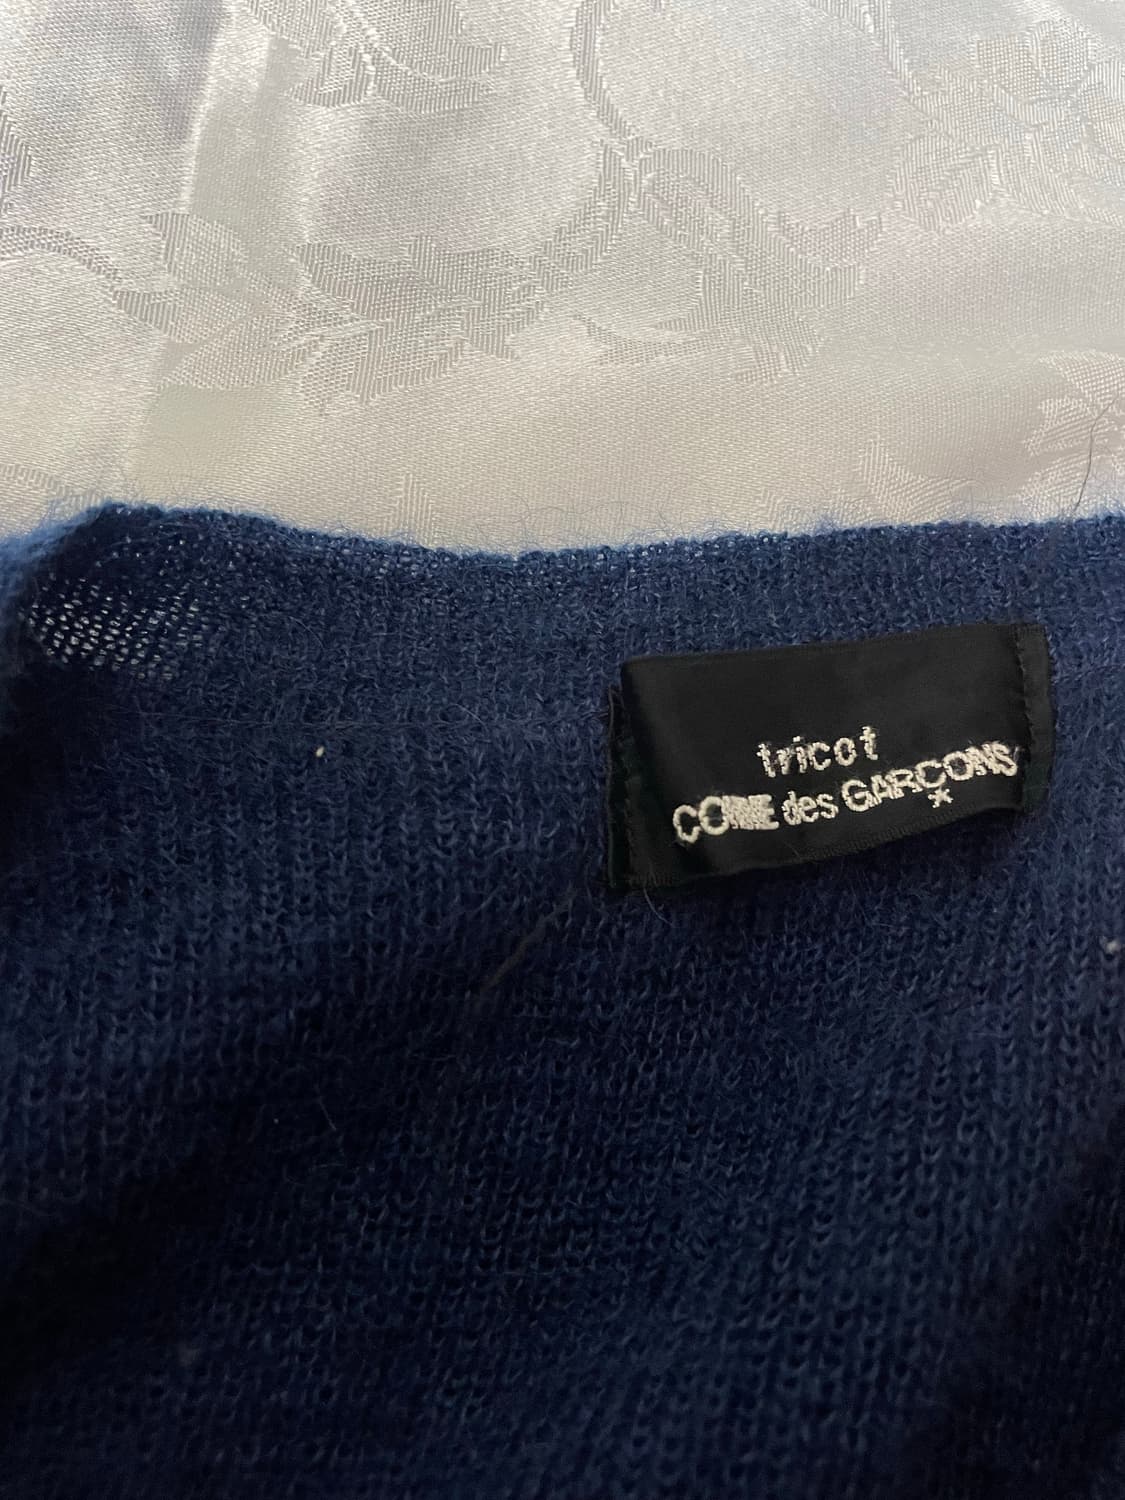 tricot
COMME des GARÇONS
*